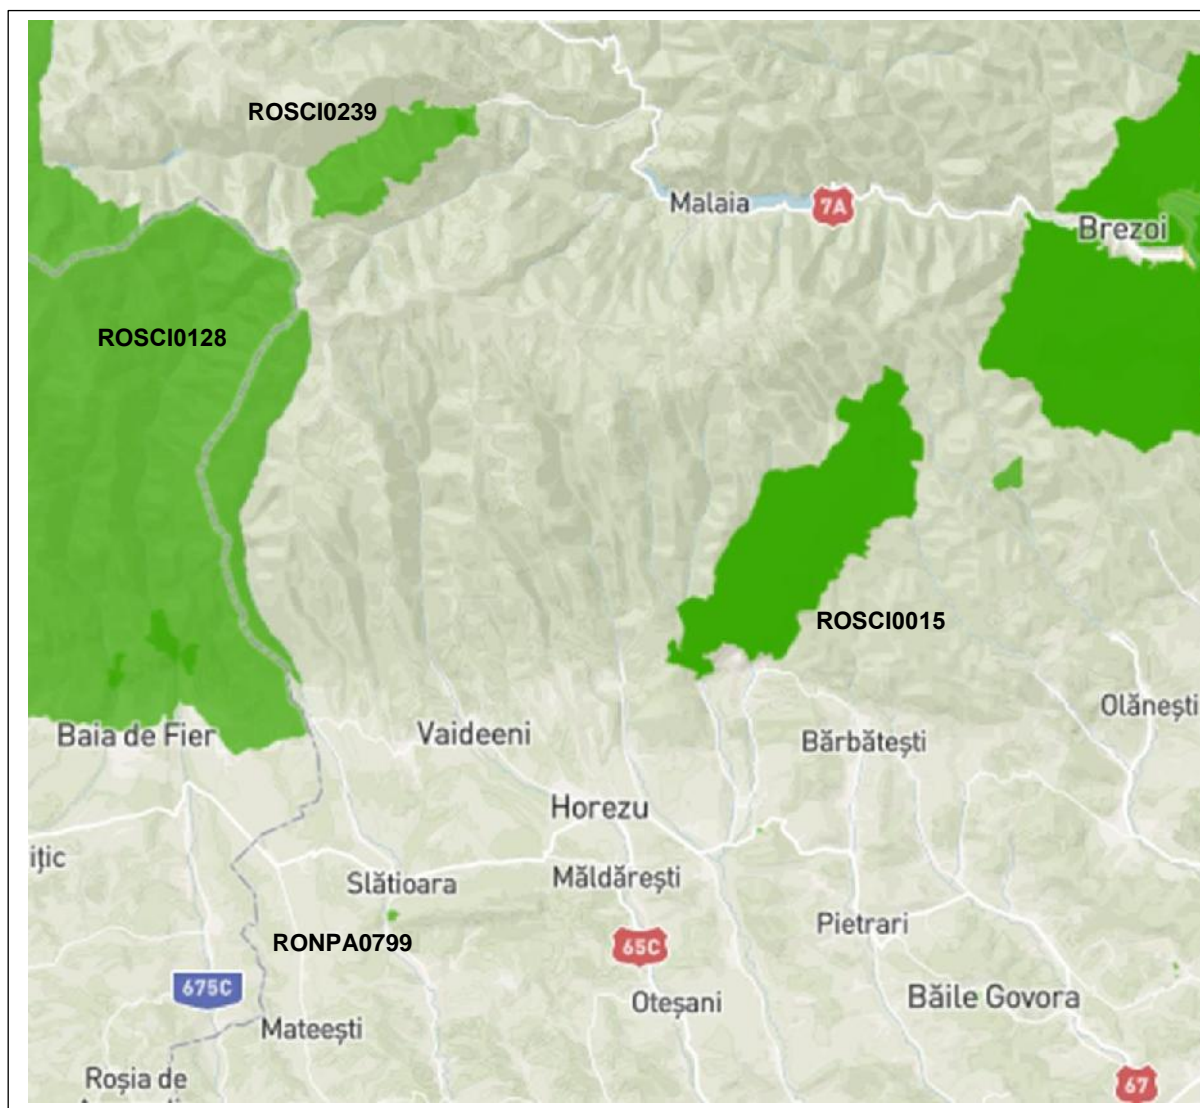 ROSCI0239
Malaia
7A
Brezoi
ROSCI0128
ROSCI0015
Olănești
Baia de Fier
Vaideeni
Bărbătești
Horezu
ițic
Slătioara
Măldărești
Pietrari
RONPA0799
65C
675C
Oteșani
Băile Govora
Mateești
Roșia de
67